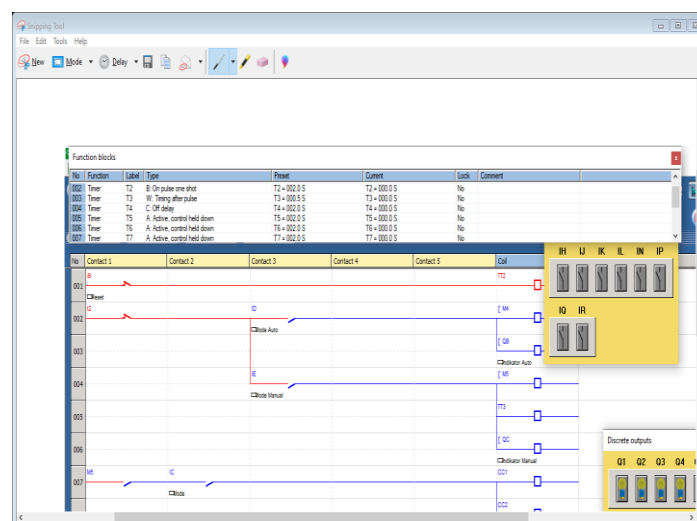 Snipping Tool
File Edit Tools Help
New Mode Delay
Function blocks
No Function Label Type Preset Current Lock Comment
002 Timer T2 B: On pulse one shot T2 = 002.0 S T2 = 000.0 S No
003 Timer T3 W: Timing after pulse T3 = 000.5 S T3 = 000.0 S No
004 Timer T4 C: Off delay T4 = 002.0 S T4 = 000.0 S No
005 Timer T5 A: Active, control held down T5 = 002.0 S T5 = 000.0 S No
006 Timer T6 A: Active, control held down T6 = 002.0 S T6 = 000.0 S No
007 Timer T7 A: Active, control held down T7 = 002.0 S T7 = 000.0 S No
No Contact 1 Contact 2 Contact 3 Contact 4 Contact 5 Coil
IH IJ IK IL IN IP
IQ IR
001 TT2
Reset
002 t2 ID [ M4
Mode Auto
003 [ QB
Indikator Auto
004 IE [ M5
Mode Manual
005 TT3
006 [ QC
Indikator Manual
007 M5 IC CC1
Moda
CC2
Discrete outputs
Q1 Q2 Q3 Q4